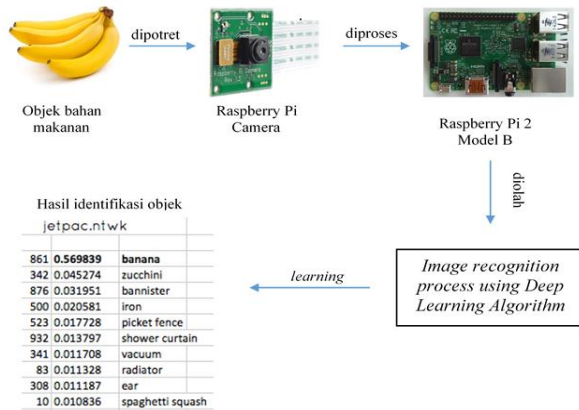 dipotret
diproses
Objek bahan
makanan
Raspberry Pi
Camera
Raspberry Pi 2
Model B
diolah
Image recognition
process using Deep
Learning Algorithm
learning
Hasil identifikasi objek
jetpac.ntwk
861 0.569839 banana
342 0.045274 zucchini
876 0.031951 bannister
500 0.020581 iron
523 0.017728 picket fence
932 0.013797 shower curtain
341 0.011708 vacuum
83 0.011328 radiator
308 0.011187 ear
10 0.010836 spaghetti squash